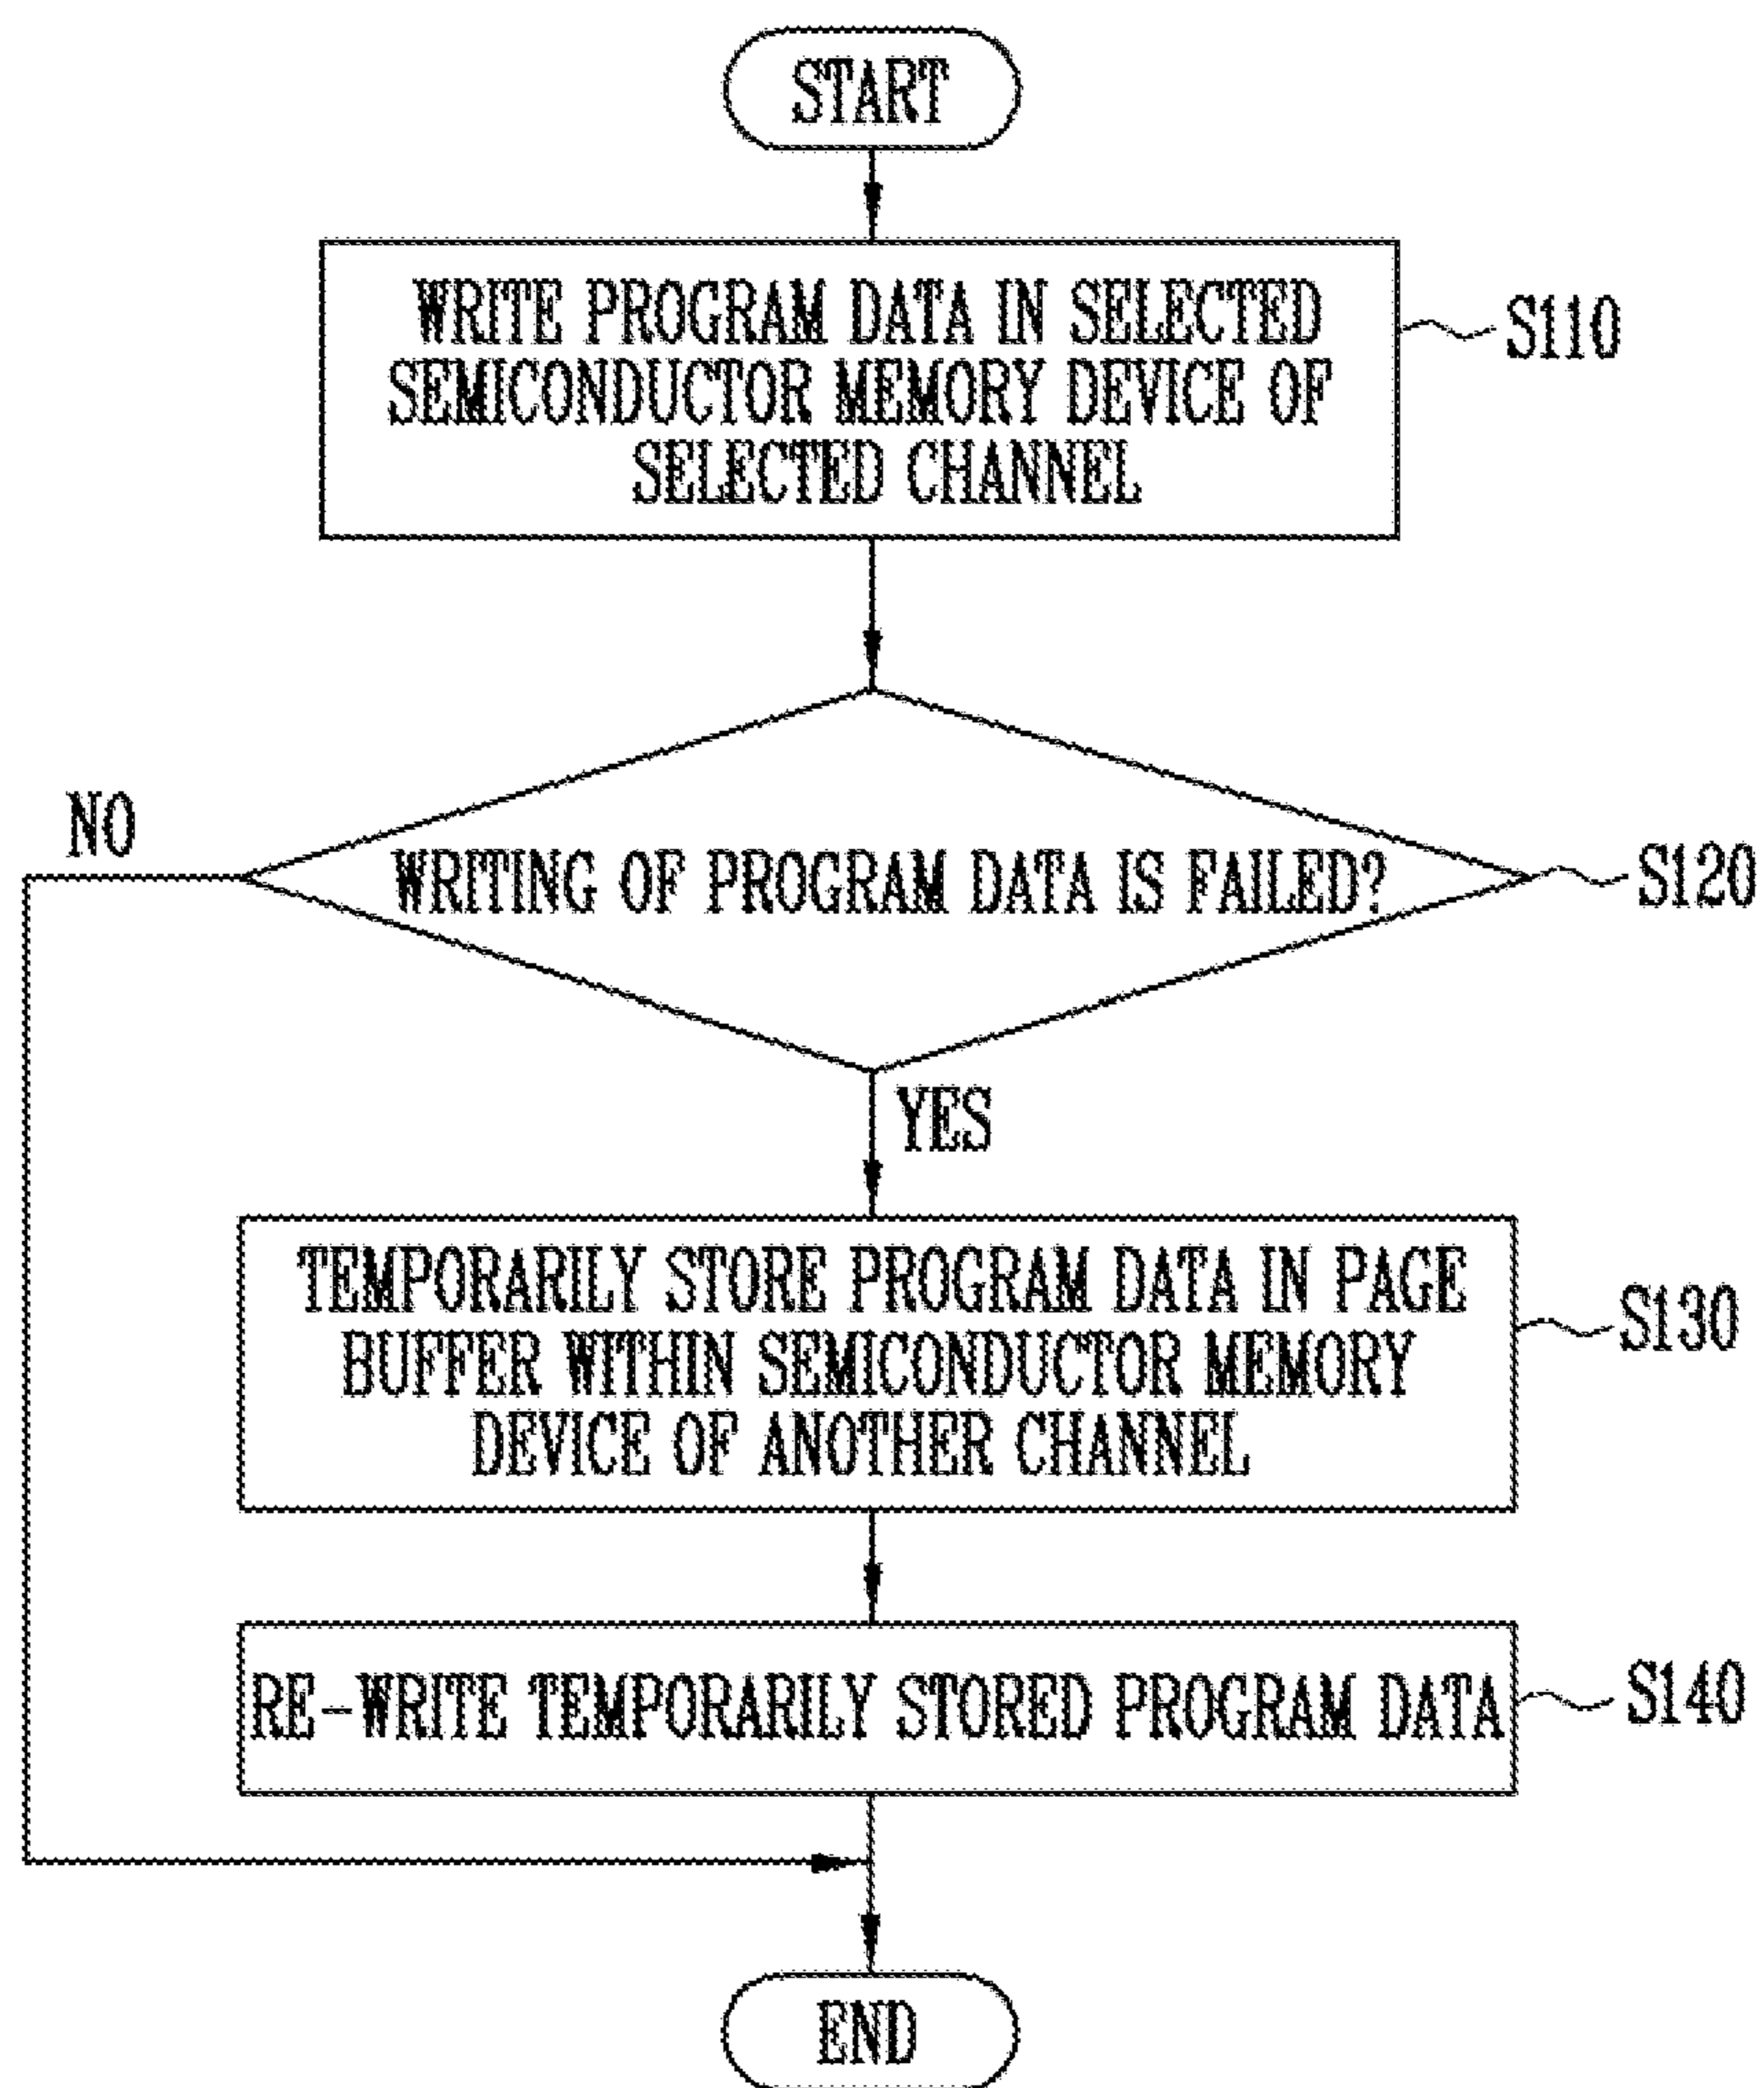 START
WRITE PROGRAM DATA IN SELECTED
SEMICONDUCTOR MEMORY DEVICE OF
SELECTED CHANNEL
S110
NO
WRITING OF PROGRAM DATA IS FAILED?
S120
YES
TEMPORARILY STORE PROGRAM DATA IN PAGE
BUFFER WITHIN SEMICONDUCTOR MEMORY
DEVICE OF ANOTHER CHANNEL
S130
RE-WRITE TEMPORARILY STORED PROGRAM DATA
S140
END